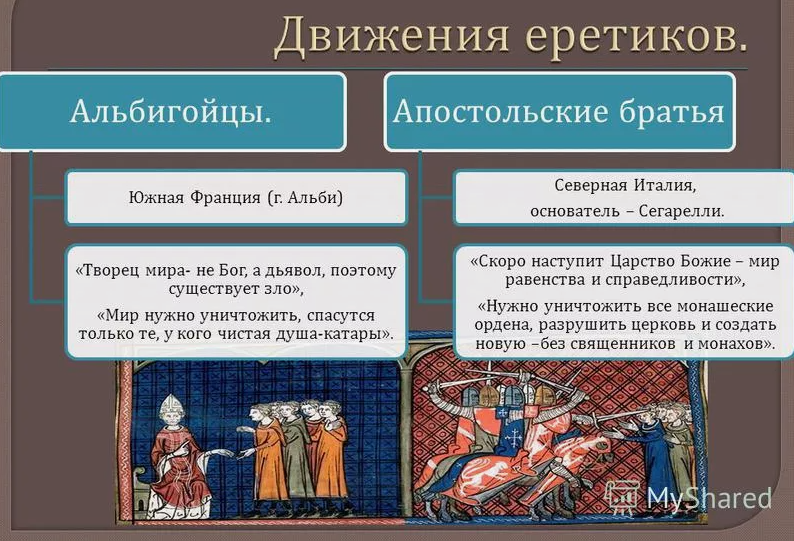 Движения еретиков.
Альбигойцы.
Южная Франция (г. Альби)
«Творец мира- не Бог, а дьявол, поэтому
существует зло»,
«Мир нужно уничтожить, спасутся
только те, у кого чистая душа-катары».
Апостольские братья
Северная Италия,
основатель – Сегарелли.
«Скоро наступит Царство Божие – мир
равенства и справедливости»,
«Нужно уничтожить все монашеские
ордена, разрушить церковь и создать
новую –без священников и монахов».
MyShared